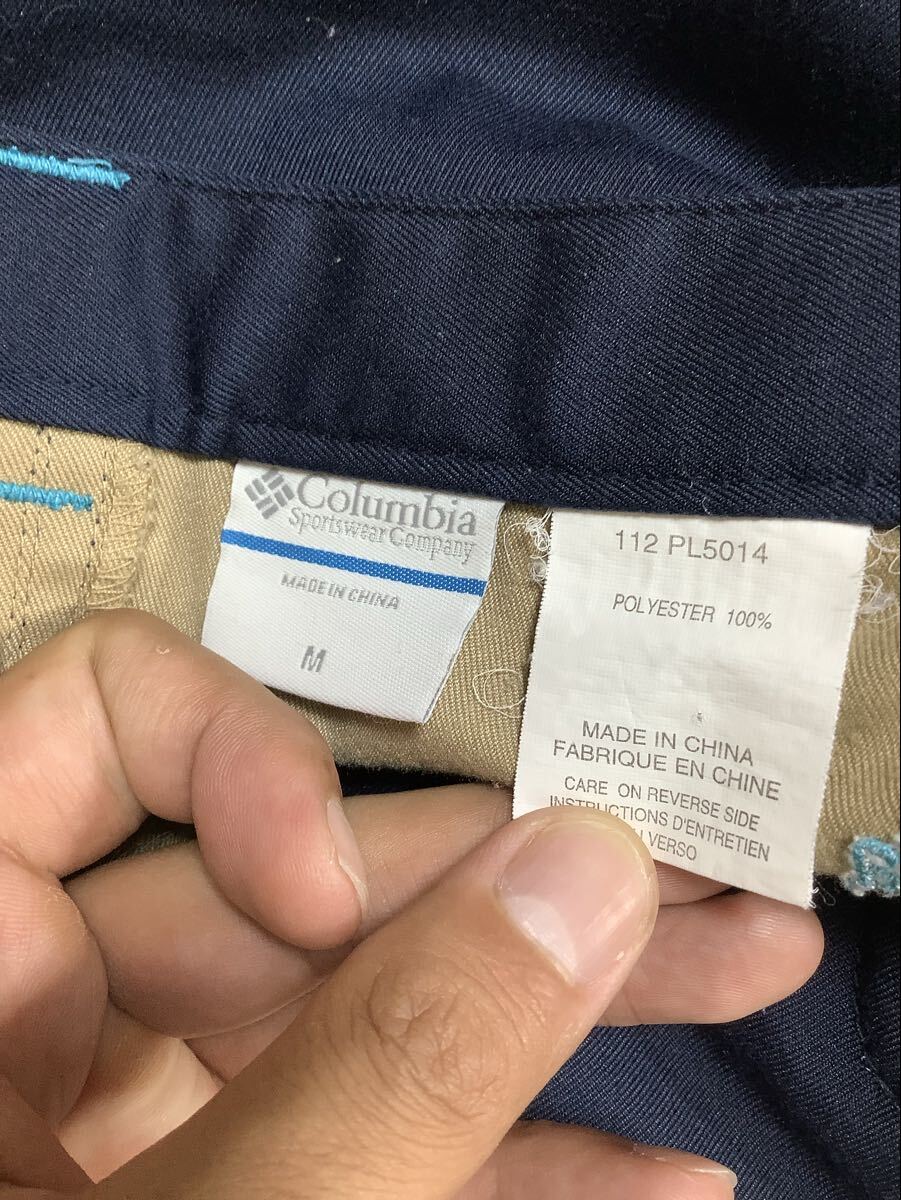 Columbia
Sportswear Company
MADE IN CHINA
M
112 PL5014
POLYESTER 100%
MADE IN CHINA
FABRIQUE EN CHINE
CARE ON REVERSE SIDE
INSTRUCTIONS D'ENTRETIEN
VERSO